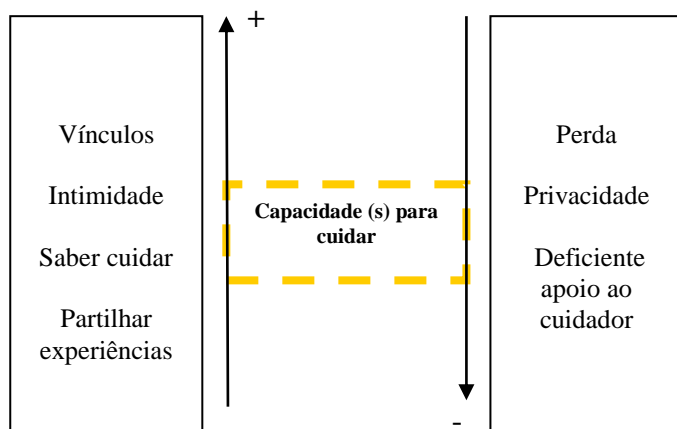 +
Vínculos
Intimidade
Saber cuidar
Partilhar
experiências
Capacidade (s) para
cuidar
Perda
Privacidade
Deficiente
apoio ao
cuidador
-